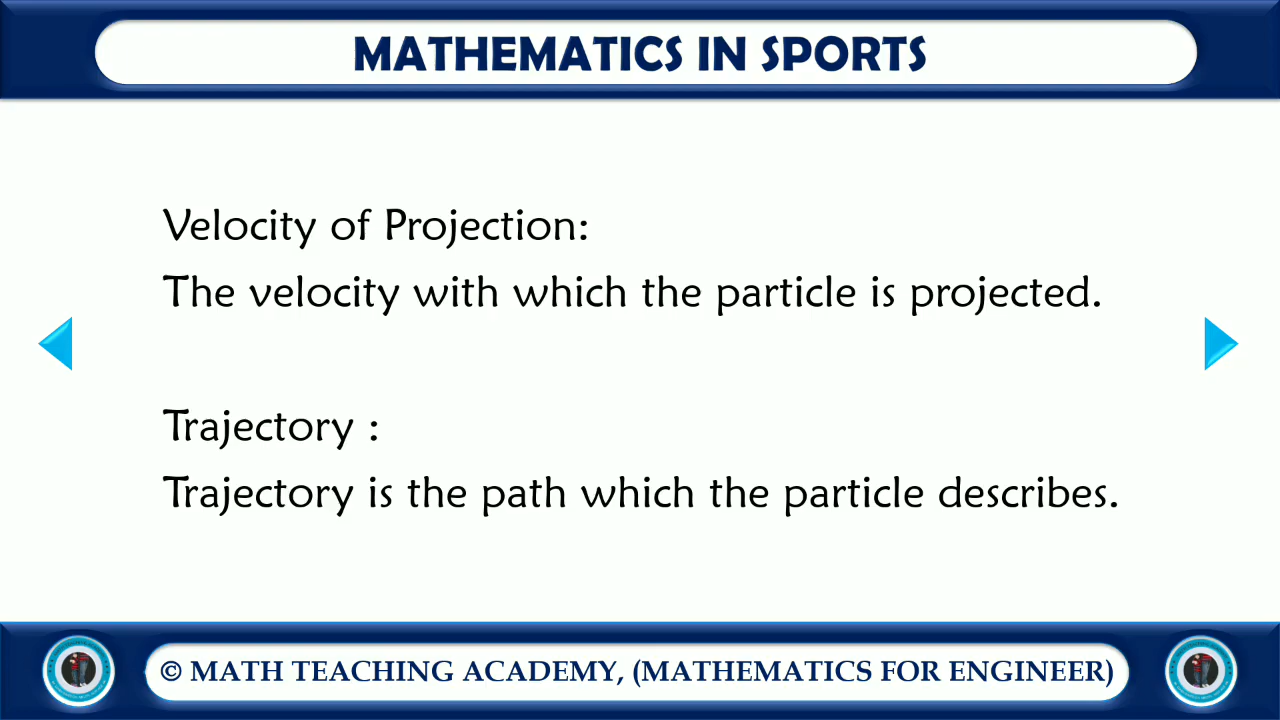 MATHEMATICS IN SPORTS
Velocity of Projection:
The velocity with which the particle is projected.
Trajectory :
Trajectory is the path which the particle describes.
© MATH TEACHING ACADEMY, (MATHEMATICS FOR ENGINEER)